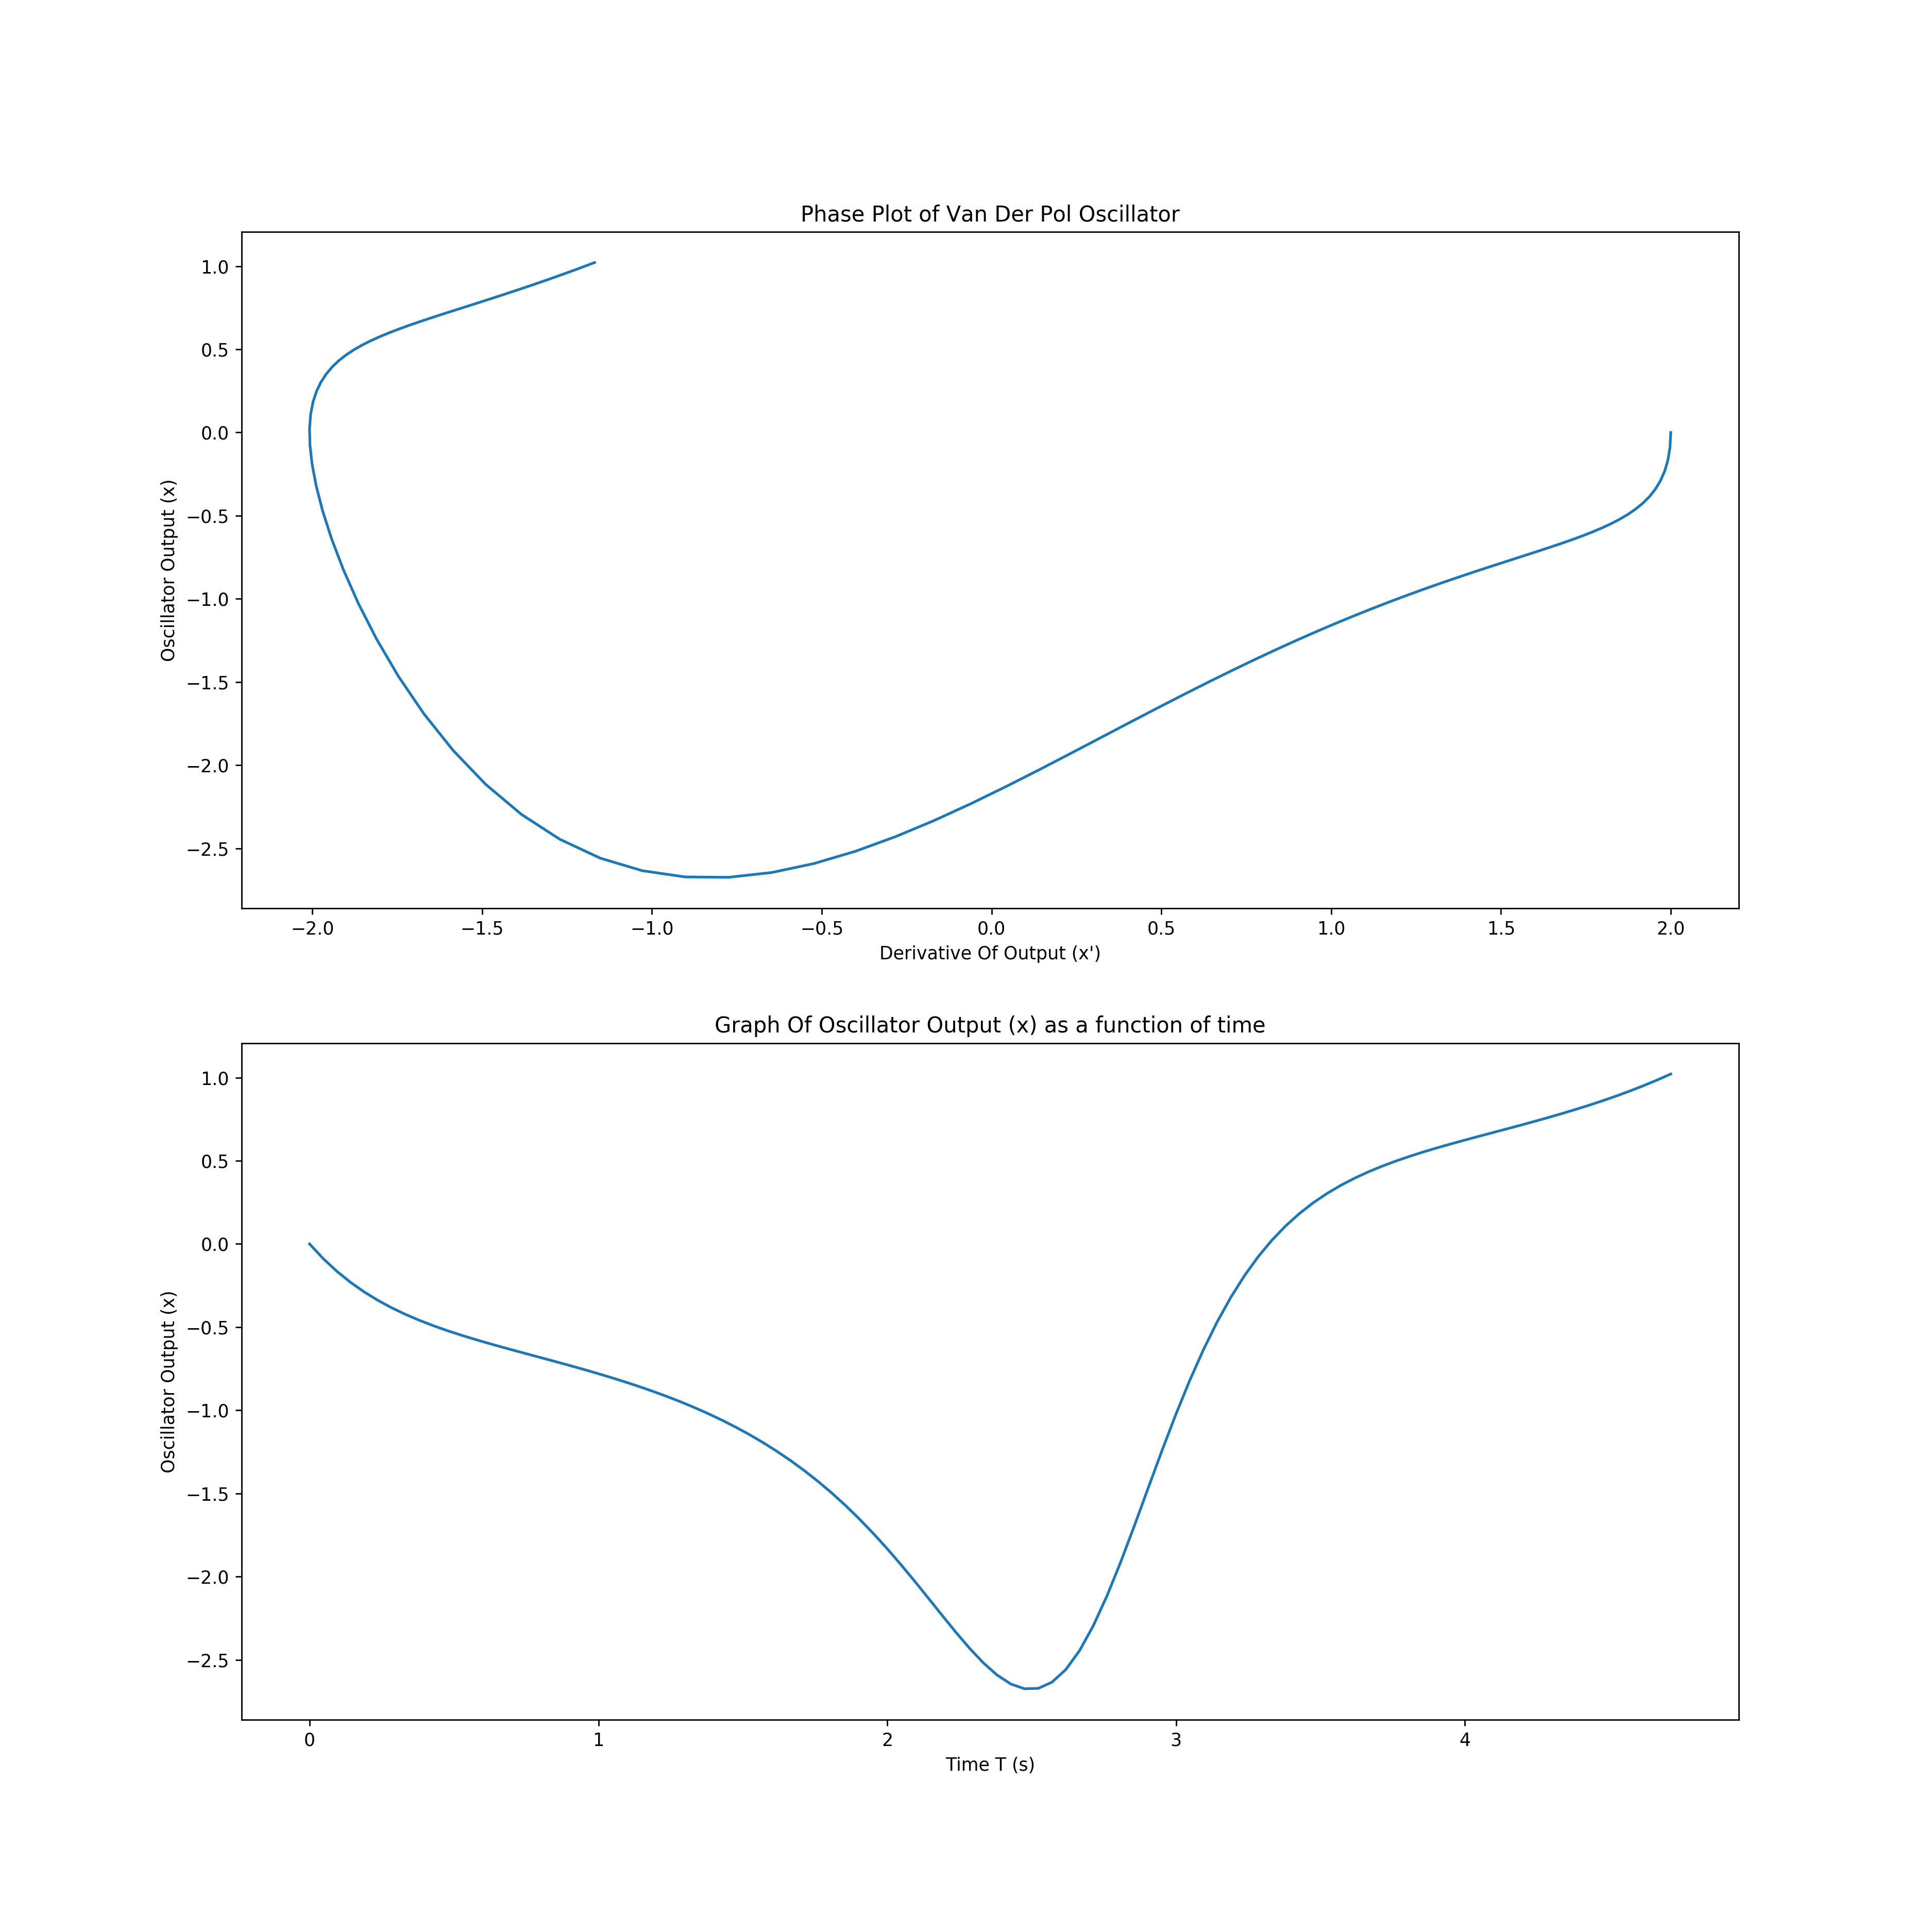 Phase Plot of Van Der Pol Oscillator
1.0
0.5
0.0
−0.5
−1.0
−1.5
−2.0
−2.5
Oscillator Output (x)
−2.0 −1.5 −1.0 −0.5 0.0 0.5 1.0 1.5 2.0
Derivative Of Output (x')
Graph Of Oscillator Output (x) as a function of time
1.0
0.5
0.0
−0.5
−1.0
−1.5
−2.0
−2.5
Oscillator Output (x)
0 1 2 3 4
Time T (s)